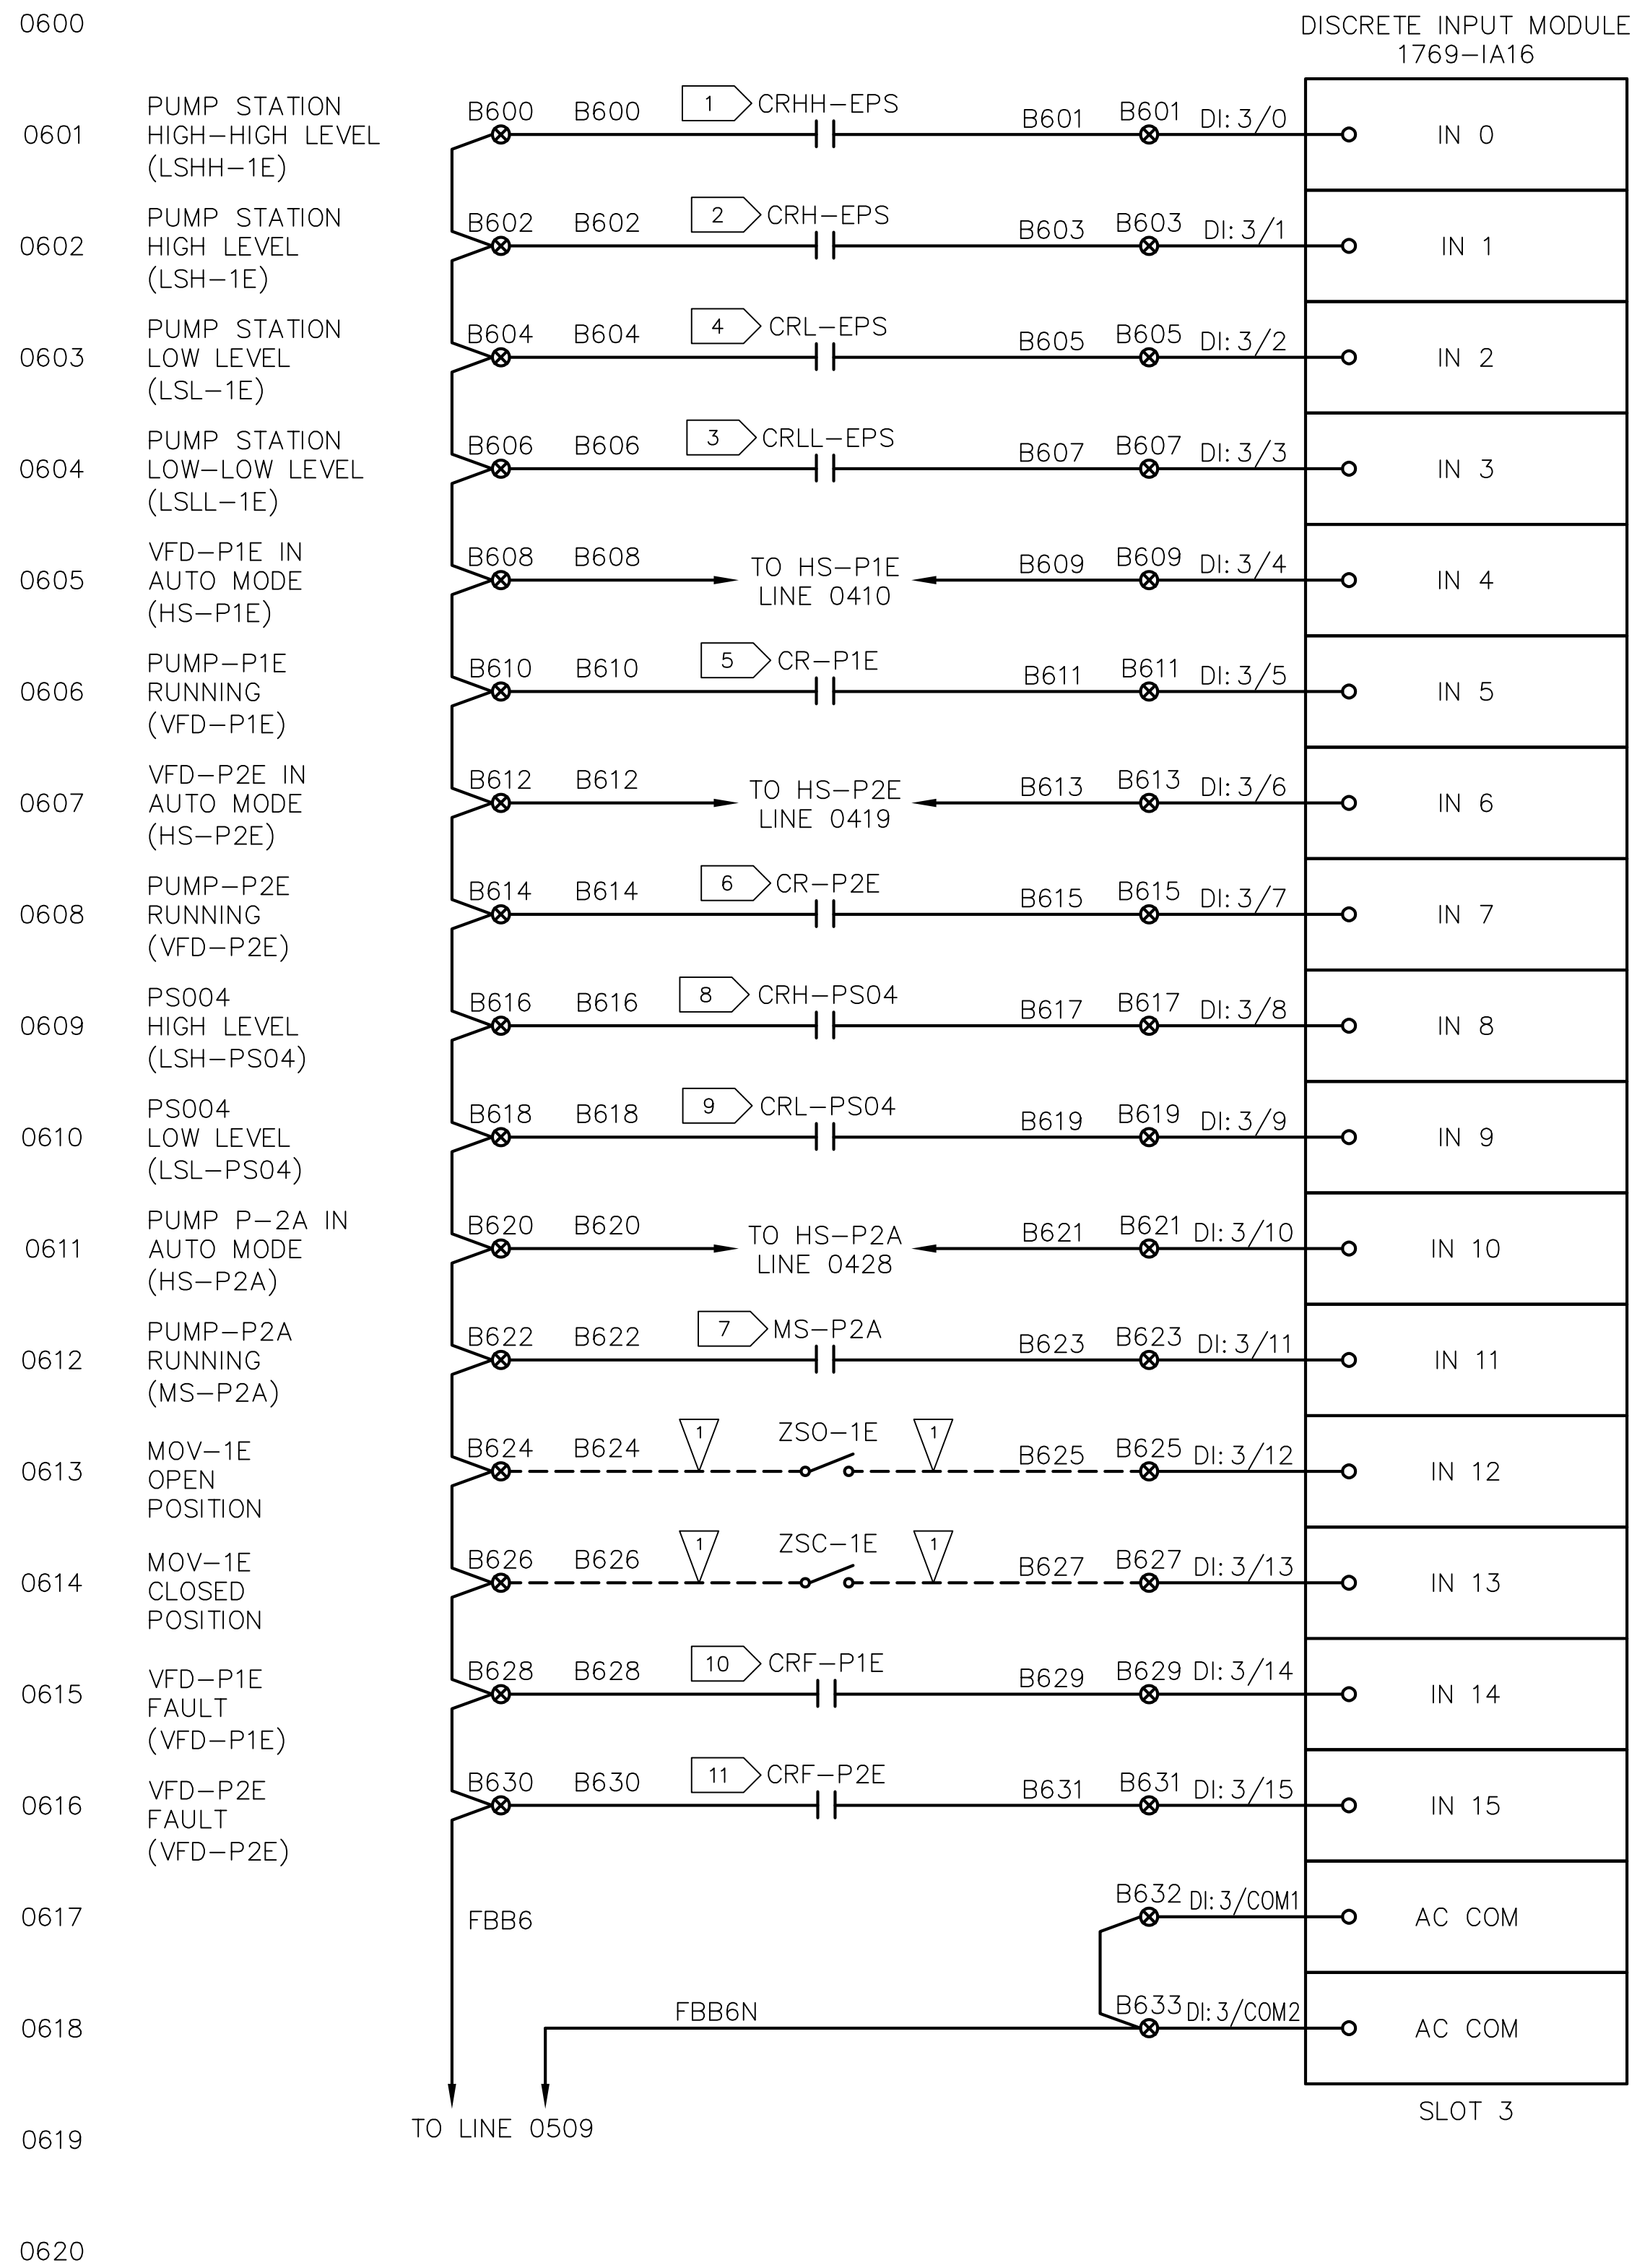 0600
DISCRETE INPUT MODULE
1769-IA16
0601
PUMP STATION
HIGH-HIGH LEVEL
(LSHH-1E)
B600 B600 1 CRHH-EPS B601 B601 DI:3/0 IN 0
0602
PUMP STATION
HIGH LEVEL
(LSH-1E)
B602 B602 2 CRH-EPS B603 B603 DI:3/1 IN 1
0603
PUMP STATION
LOW LEVEL
(LSL-1E)
B604 B604 4 CRL-EPS B605 B605 DI:3/2 IN 2
0604
PUMP STATION
LOW-LOW LEVEL
(LSLL-1E)
B606 B606 3 CRLL-EPS B607 B607 DI:3/3 IN 3
0605
VFD-P1E IN
AUTO MODE
(HS-P1E)
B608 B608
TO HS-P1E
LINE 0410
B609 B609 DI:3/4 IN 4
0606
PUMP-P1E
RUNNING
(VFD-P1E)
B610 B610 5 CR-P1E B611 B611 DI:3/5 IN 5
0607
VFD-P2E IN
AUTO MODE
(HS-P2E)
B612 B612
TO HS-P2E
LINE 0419
B613 B613 DI:3/6 IN 6
0608
PUMP-P2E
RUNNING
(VFD-P2E)
B614 B614 6 CR-P2E B615 B615 DI:3/7 IN 7
0609
PS004
HIGH LEVEL
(LSH-PS04)
B616 B616 8 CRH-PS04 B617 B617 DI:3/8 IN 8
0610
PS004
LOW LEVEL
(LSL-PS04)
B618 B618 9 CRL-PS04 B619 B619 DI:3/9 IN 9
0611
PUMP P-2A IN
AUTO MODE
(HS-P2A)
B620 B620
TO HS-P2A
LINE 0428
B621 B621 DI:3/10 IN 10
0612
PUMP-P2A
RUNNING
(MS-P2A)
B622 B622 7 MS-P2A B623 B623 DI:3/11 IN 11
0613
MOV-1E
OPEN
POSITION
B624 B624 1 ZSO-1E 1 B625 B625 DI:3/12 IN 12
0614
MOV-1E
CLOSED
POSITION
B626 B626 1 ZSC-1E 1 B627 B627 DI:3/13 IN 13
0615
VFD-P1E
FAULT
(VFD-P1E)
B628 B628 10 CRF-P1E B629 B629 DI:3/14 IN 14
0616
VFD-P2E
FAULT
(VFD-P2E)
B630 B630 11 CRF-P2E B631 B631 DI:3/15 IN 15
0617
FBB6 B632 DI:3/COM1 AC COM
0618
FBB6N B633 DI:3/COM2 AC COM
SLOT 3
0619
TO LINE 0509
0620